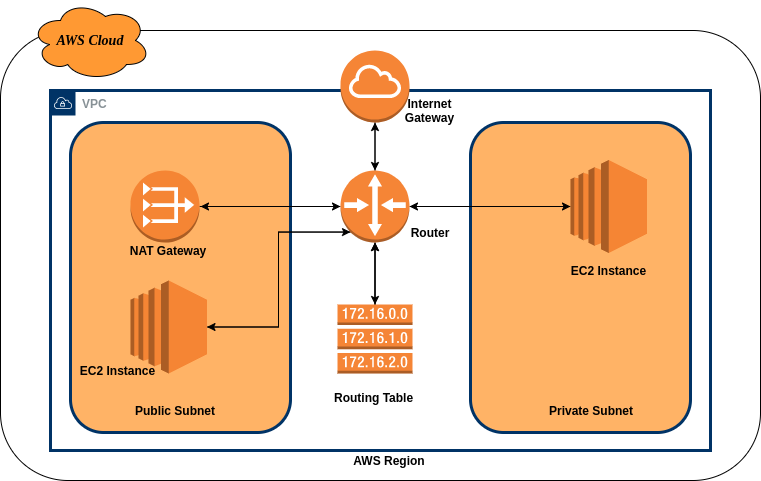 AWS Cloud
VPC
Internet
Gateway
NAT Gateway
Router
EC2 Instance
EC2 Instance
172.16.0.0
172.16.1.0
172.16.2.0
Routing Table
Public Subnet
Private Subnet
AWS Region